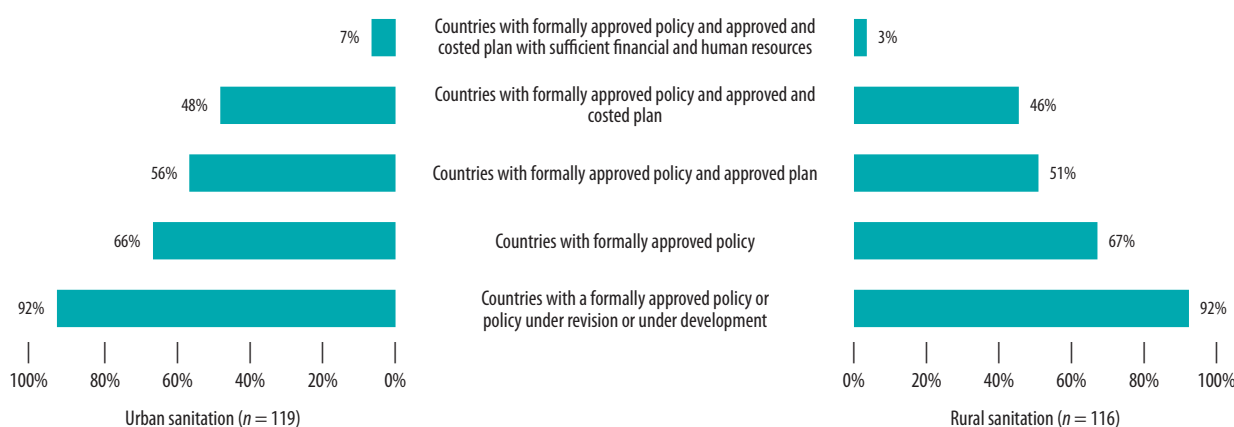 7%
Countries with formally approved policy and approved and
costed plan with sufficient financial and human resources
3%
48%
Countries with formally approved policy and approved and
costed plan
46%
56%
Countries with formally approved policy and approved plan
51%
66%
Countries with formally approved policy
67%
92%
Countries with a formally approved policy or
policy under revision or under development
92%
100% 80% 60% 40% 20% 0%
0% 20% 40% 60% 80% 100%
Urban sanitation (n = 119)
Rural sanitation (n = 116)